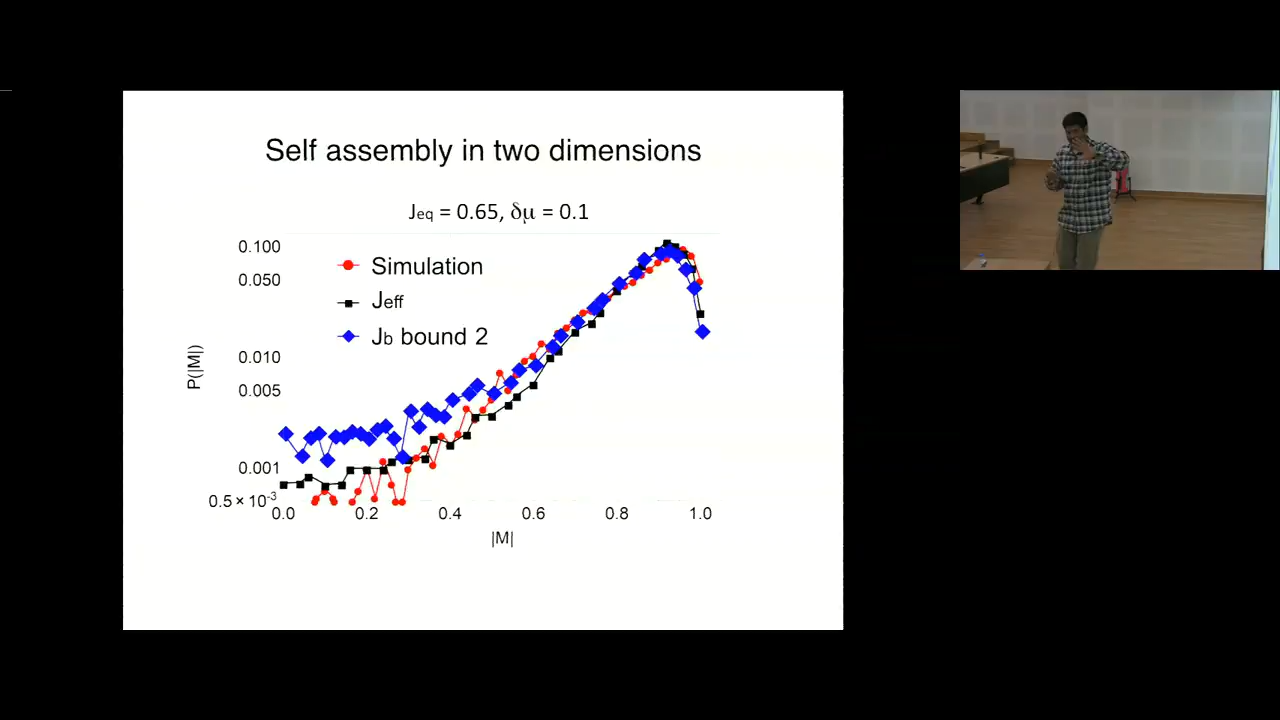 Self assembly in two dimensions
Jeq = 0.65, δμ = 0.1
Simulation
Jeff
Jb bound 2
P(|M|)
0.100
0.050
0.010
0.005
0.001
0.5 × 10-3
0.0 0.2 0.4 0.6 0.8 1.0
|M|